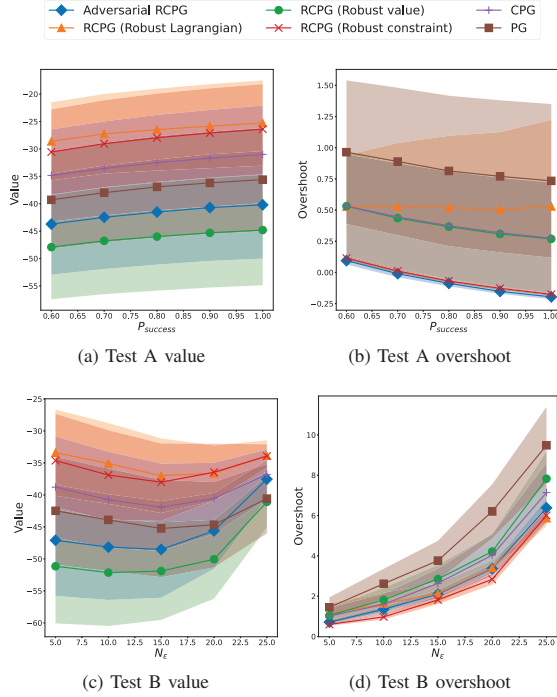 Adversarial RCPG RCPG (Robust value) CPG
RCPG (Robust Lagrangian) RCPG (Robust constraint) PG
Value
−20
−25
−30
−35
−40
−45
−50
−55
0.60 0.65 0.70 0.75 0.80 0.85 0.90 0.95 1.00
P_success
(a) Test A value
Overshoot
1.50
1.25
1.00
0.75
0.50
0.25
0.00
−0.25
0.60 0.65 0.70 0.75 0.80 0.85 0.90 0.95 1.00
P_success
(b) Test A overshoot
Value
−25
−30
−35
−40
−45
−50
−55
−60
5.0 7.5 10.0 12.5 15.0 17.5 20.0 22.5 25.0
N_ε
(c) Test B value
Overshoot
10
8
6
4
2
0
5.0 7.5 10.0 12.5 15.0 17.5 20.0 22.5 25.0
N_ε
(d) Test B overshoot